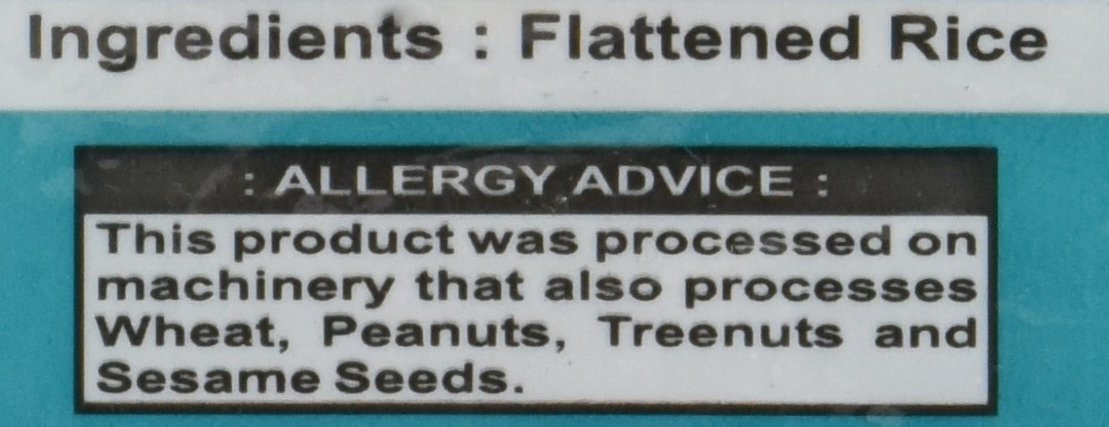 Ingredients : Flattened Rice
: ALLERGY ADVICE :
This product was processed on
machinery that also processes
Wheat, Peanuts, Treenuts and
Sesame Seeds.